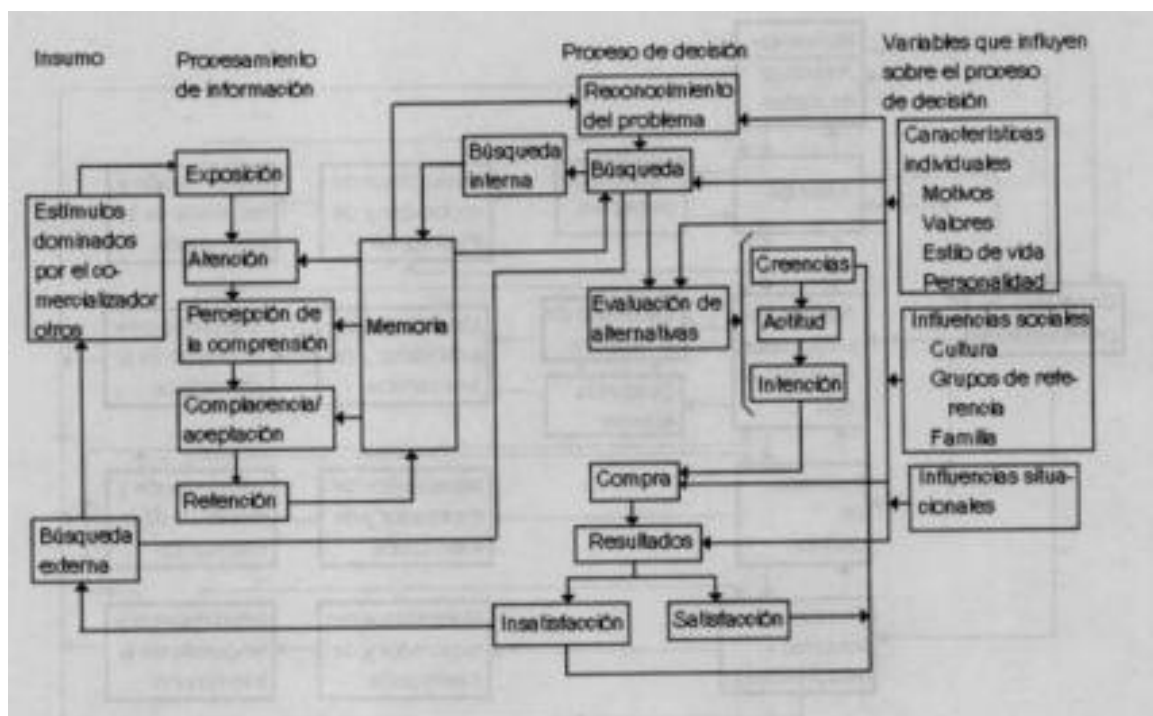 Insumo
Procesamiento
de información
Proceso de decisión
Variables que influyen
sobre el proceso
de decisión
Estímulos
dominados
por el co-
mercializador
otros
Búsqueda
externa
Exposición
Atención
Percepción de
la comprensión
Complacencia/
aceptación
Retención
Memoria
Búsqueda
interna
Reconocimiento
del problema
Búsqueda
Evaluación de
alternativas
Creencias
Actitud
Intención
Compra
Resultados
Insatisfacción
Satisfacción
Características
individuales
Motivos
Valores
Estilo de vida
Personalidad
Influencias sociales
Cultura
Grupos de refe-
rencia
Familia
Influencias situa-
cionales